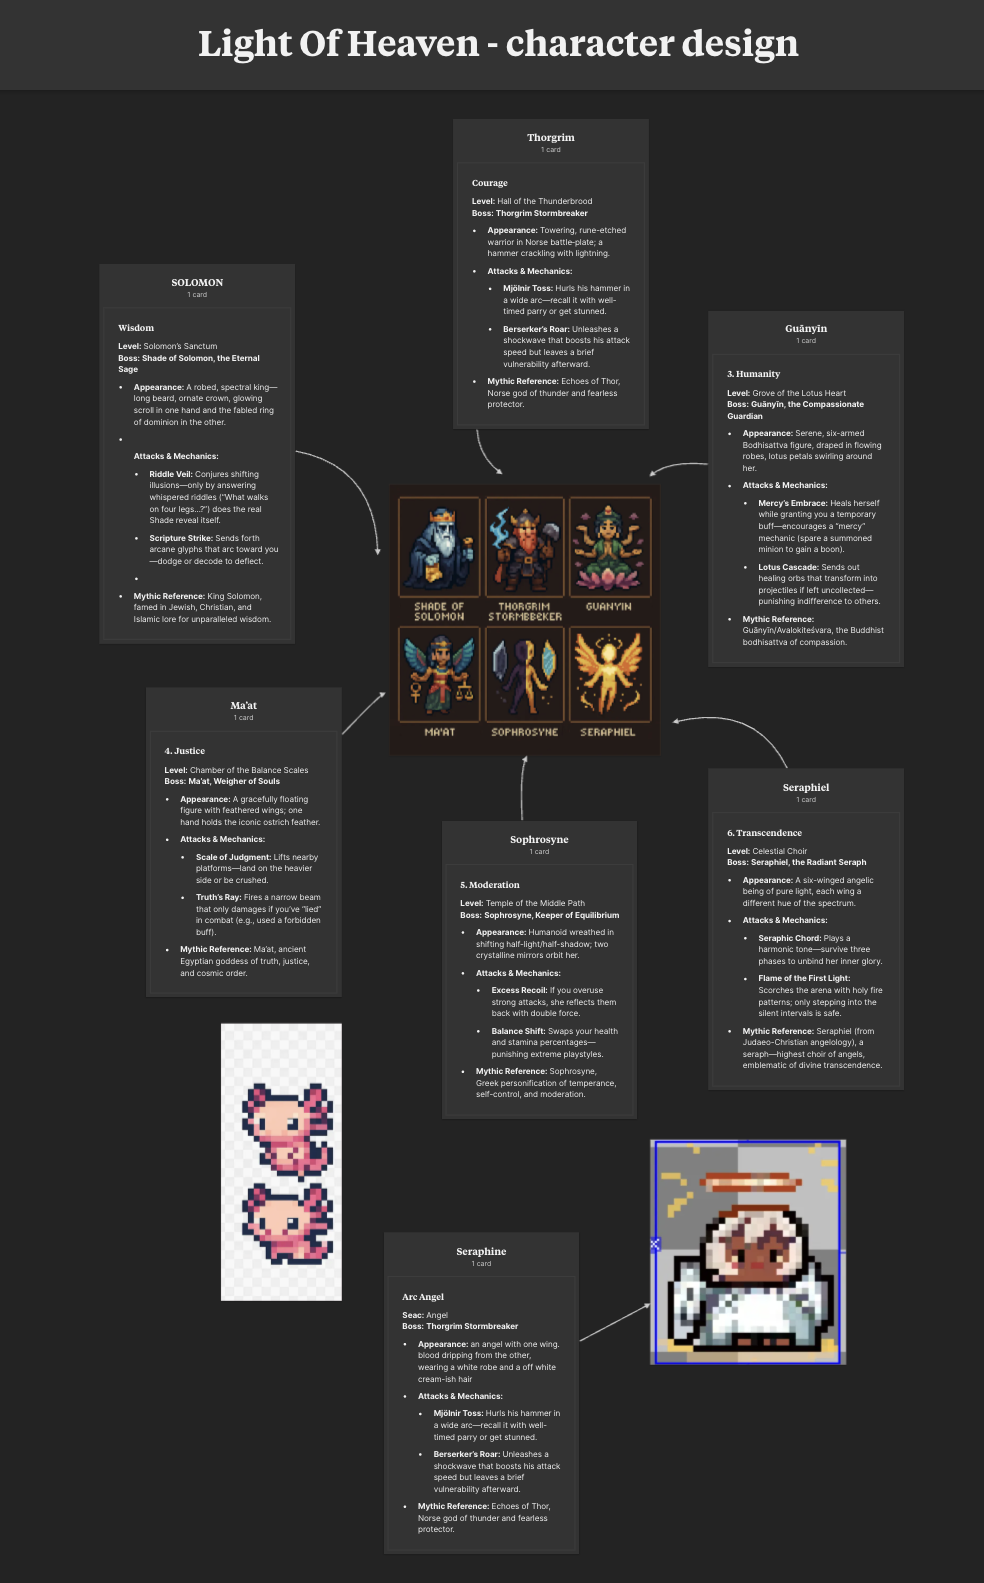 Light Of Heaven - character design
Thorgrim
1 card
Courage
Level: Hall of the Thunderbrood
Boss: Thorgrim Stormbreaker
• Appearance: Towering, rune-etched
warrior in Norse battle-plate; a
hammer crackling with lightning.
• Attacks & Mechanics:
• Mjölnir Toss: Hurls his hammer in
a wide arc—recall it with well-
timed parry or get stunned.
• Berserker's Roar: Unleashes a
shockwave that boosts his attack
speed but leaves a brief
vulnerability afterward.
• Mythic Reference: Echoes of Thor,
Norse god of thunder and fearless
protector.
SOLOMON
1 card
Wisdom
Level: Solomon's Sanctum
Boss: Shade of Solomon, the Eternal
Sage
• Appearance: A robed, spectral king—
long beard, ornate crown, glowing
scroll in one hand and the fabled ring
of dominion in the other.
•
Attacks & Mechanics:
• Riddle Veil: Conjures shifting
illusions—only by answering
whispered riddles ("What walks
on four legs…?") does the real
Shade reveal itself.
• Scripture Strike: Sends forth
arcane glyphs that arc toward you
—dodge or decode to deflect.
•
• Mythic Reference: King Solomon,
famed in Jewish, Christian, and
Islamic lore for unparalleled wisdom.
Guānyīn
1 card
3. Humanity
Level: Grove of the Lotus Heart
Boss: Guānyīn, the Compassionate
Guardian
• Appearance: Serene, six-armed
Bodhisattva figure, draped in flowing
robes, lotus petals swirling around
her.
• Attacks & Mechanics:
• Mercy's Embrace: Heals herself
while granting you a temporary
buff—encourages a "mercy"
mechanic (spare a summoned
minion to gain a boon).
• Lotus Cascade: Sends out
healing orbs that transform into
projectiles if left uncollected—
punishing indifference to others.
• Mythic Reference:
Guānyīn/Avalokiteśvara, the Buddhist
bodhisattva of compassion.
SHADE OF
SOLOMON
THORGRIM
STORMBBCKER
GUANYIN
MA'AT
SOPHROSYNE
SERAPHIEL
Ma'at
1 card
4. Justice
Level: Chamber of the Balance Scales
Boss: Ma'at, Weigher of Souls
• Appearance: A gracefully floating
figure with feathered wings; one
hand holds the iconic ostrich feather.
• Attacks & Mechanics:
• Scale of Judgment: Lifts nearby
platforms—land on the heavier
side or be crushed.
• Truth's Ray: Fires a narrow beam
that only damages if you've "lied"
in combat (e.g., used a forbidden
buff).
• Mythic Reference: Ma'at, ancient
Egyptian goddess of truth, justice,
and cosmic order.
Sophrosyne
1 card
5. Moderation
Level: Temple of the Middle Path
Boss: Sophrosyne, Keeper of Equilibrium
• Appearance: Humanoid wreathed in
shifting half-light/half-shadow; two
crystalline mirrors orbit her.
• Attacks & Mechanics:
• Excess Recoil: If you overuse
strong attacks, she reflects them
back with double force.
• Balance Shift: Swaps your health
and stamina percentages—
punishing extreme playstyles.
• Mythic Reference: Sophrosyne,
Greek personification of temperance,
self-control, and moderation.
Seraphiel
1 card
6. Transcendence
Level: Celestial Choir
Boss: Seraphiel, the Radiant Seraph
• Appearance: A six-winged angelic
being of pure light, each wing a
different hue of the spectrum.
• Attacks & Mechanics:
• Seraphic Chord: Plays a
harmonic tone—survive three
phases to unbind her inner glory.
• Flame of the First Light:
Scorches the arena with holy fire
patterns; only stepping into the
silent intervals is safe.
• Mythic Reference: Seraphiel (from
Judaeo-Christian angelology), a
seraph—highest choir of angels,
emblematic of divine transcendence.
Seraphine
1 card
Arc Angel
Seac: Angel
Boss: Thorgrim Stormbreaker
• Appearance: an angel with one wing.
blood dripping from the other,
wearing a white robe and a off white
cream-ish hair
• Attacks & Mechanics:
• Mjölnir Toss: Hurls his hammer in
a wide arc—recall it with well-
timed parry or get stunned.
• Berserker's Roar: Unleashes a
shockwave that boosts his attack
speed but leaves a brief
vulnerability afterward.
• Mythic Reference: Echoes of Thor,
Norse god of thunder and fearless
protector.